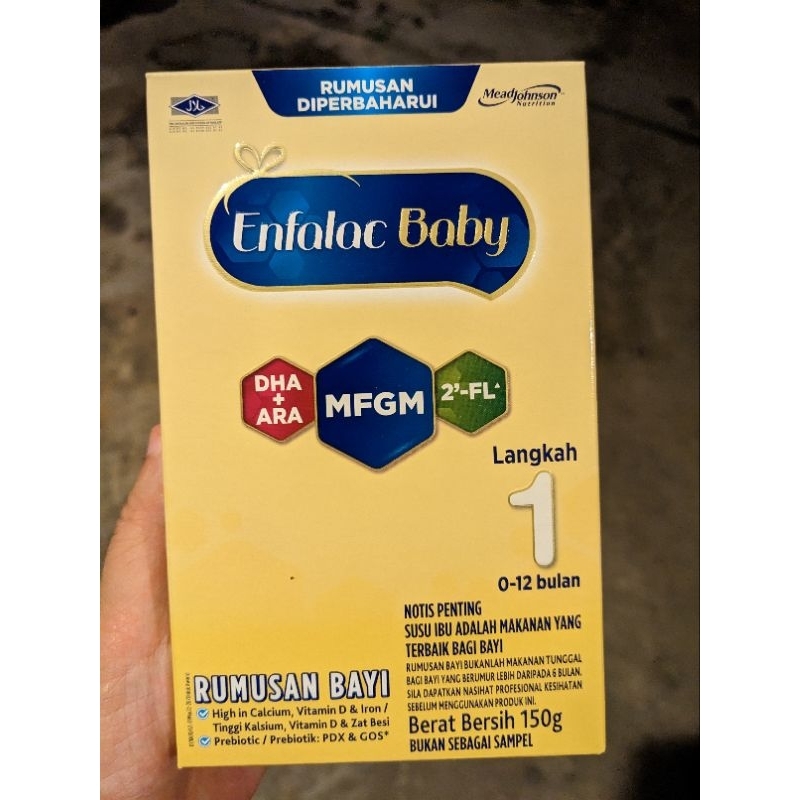 RUMUSAN
DIPERBAHARUI
MeadJohnson™
Nutrition
Enfalac Baby
DHA
+
ARA
MFGM
2'-FL▲
Langkah
1
0-12 bulan
NOTIS PENTING
SUSU IBU ADALAH MAKANAN YANG
TERBAIK BAGI BAYI
RUMUSAN BAYI BUKANLAH MAKANAN TUNGGAL
BAGI BAYI YANG BERUMUR LEBIH DARIPADA 6 BULAN.
SILA DAPATKAN NASIHAT PROFESIONAL KESIHATAN
SEBELUM MENGGUNAKAN PRODUK INI.
Berat Bersih 150g
BUKAN SEBAGAI SAMPEL
RUMUSAN BAYI
High in Calcium, Vitamin D & Iron /
Tinggi Kalsium, Vitamin D & Zat Besi
Prebiotic / Prebiotik: PDX & GOS*